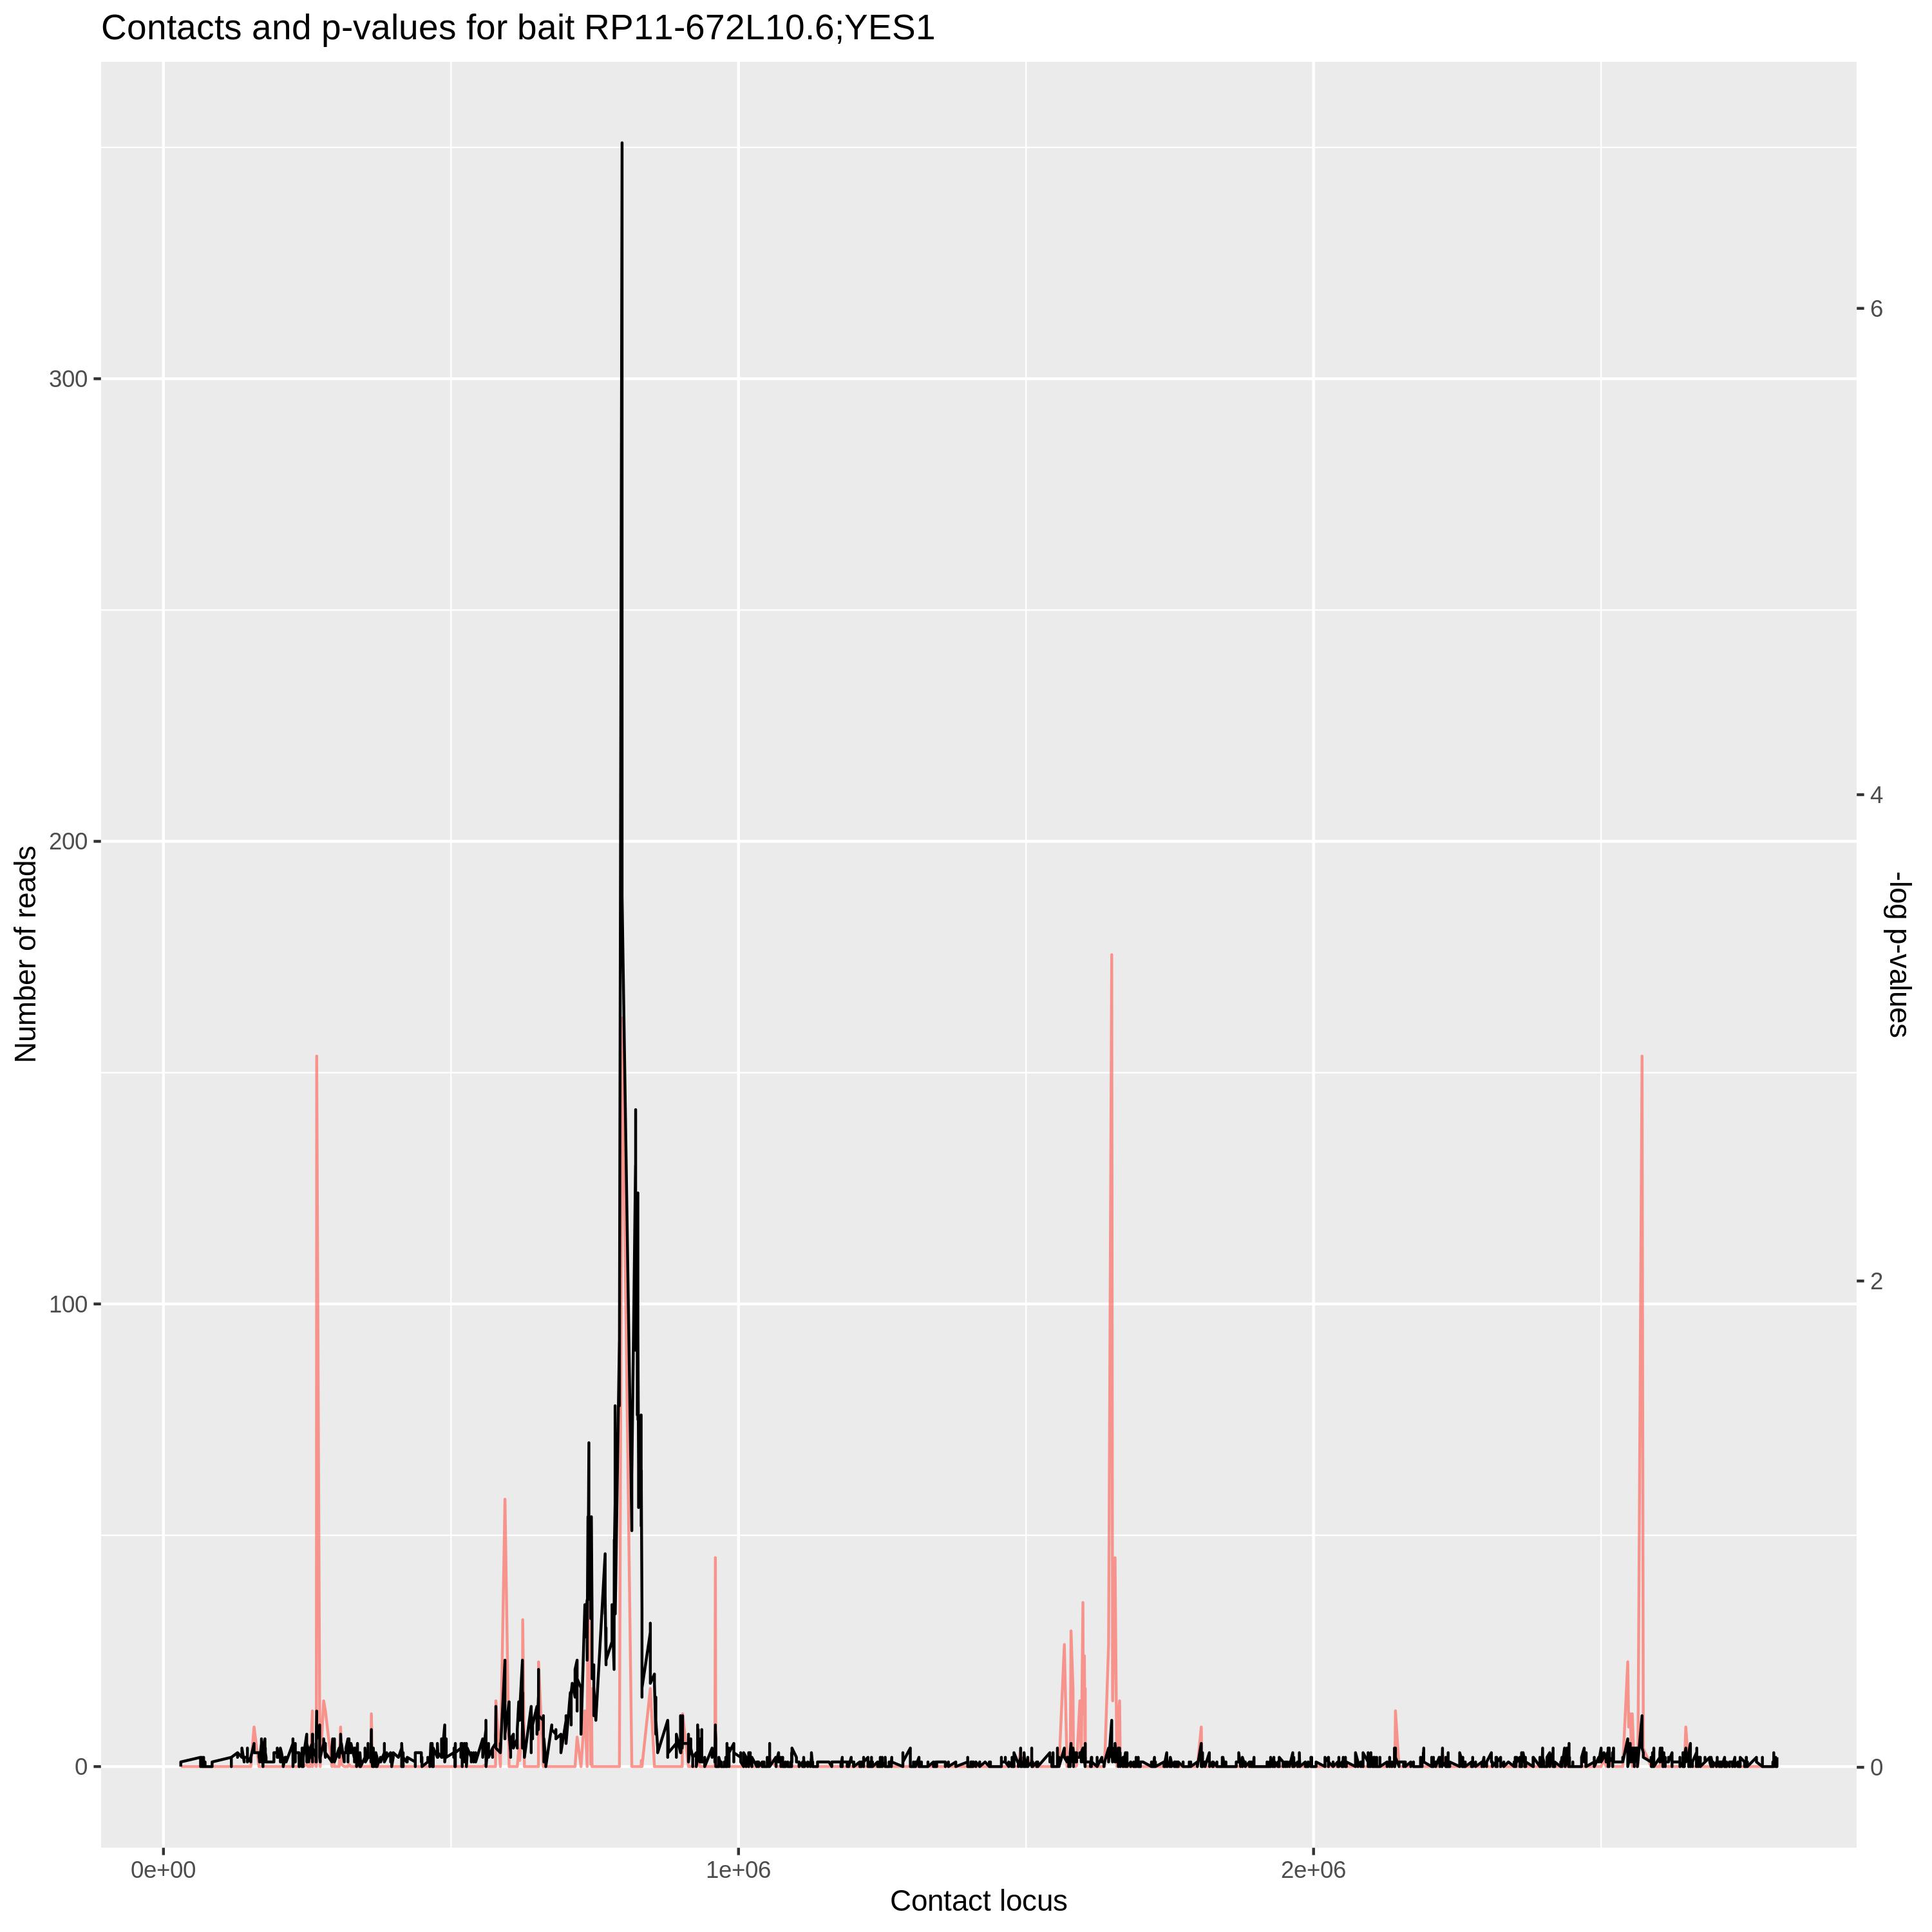 Contacts and p-values for bait RP11-672L10.6;YES1
300
200
100
0
Number of reads
6
4
2
0
-log p-values
0e+00 1e+06 2e+06
Contact locus